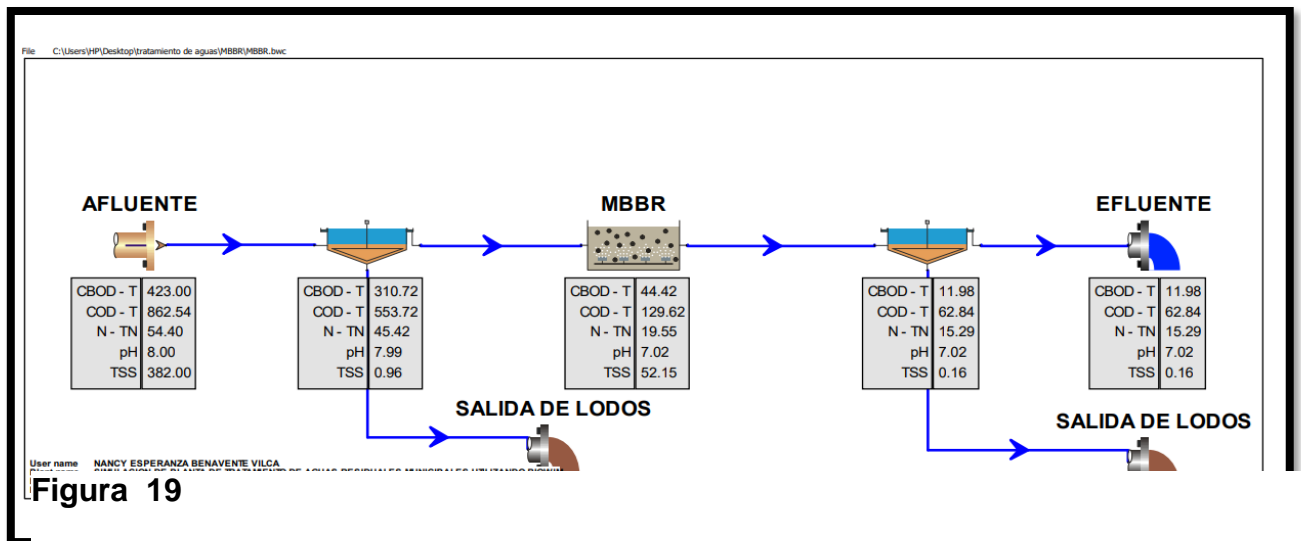 File C:\Users\HP\Desktop\tratamiento de aguas\MBBR\MBBR.bwc
AFLUENTE
MBBR
EFLUENTE
CBOD - T 423.00
COD - T 862.54
N - TN 54.40
pH 8.00
TSS 382.00
CBOD - T 310.72
COD - T 553.72
N - TN 45.42
pH 7.99
TSS 0.96
CBOD - T 44.42
COD - T 129.62
N - TN 19.55
pH 7.02
TSS 52.15
CBOD - T 11.98
COD - T 62.84
N - TN 15.29
pH 7.02
TSS 0.16
CBOD - T 11.98
COD - T 62.84
N - TN 15.29
pH 7.02
TSS 0.16
SALIDA DE LODOS
SALIDA DE LODOS
User name NANCY ESPERANZA BENAVENTE VILCA
Figura 19